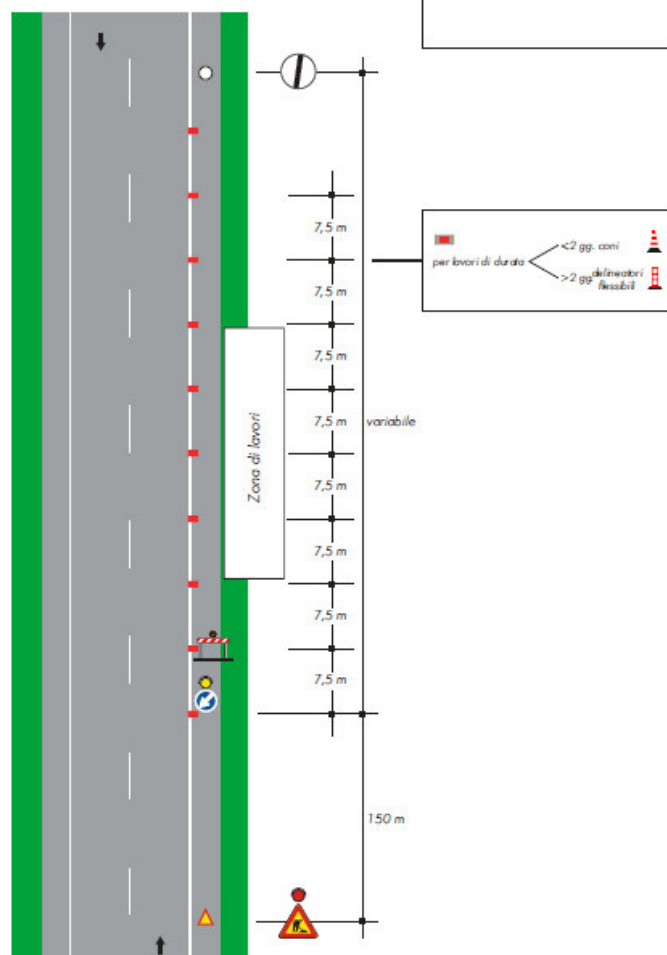 7,5 m
<2 gg. coni
per lavori di durata
>2 gg. delineatori
flessibili
7,5 m
7,5 m
Zona di lavori
7,5 m
variabile
7,5 m
7,5 m
7,5 m
7,5 m
150 m